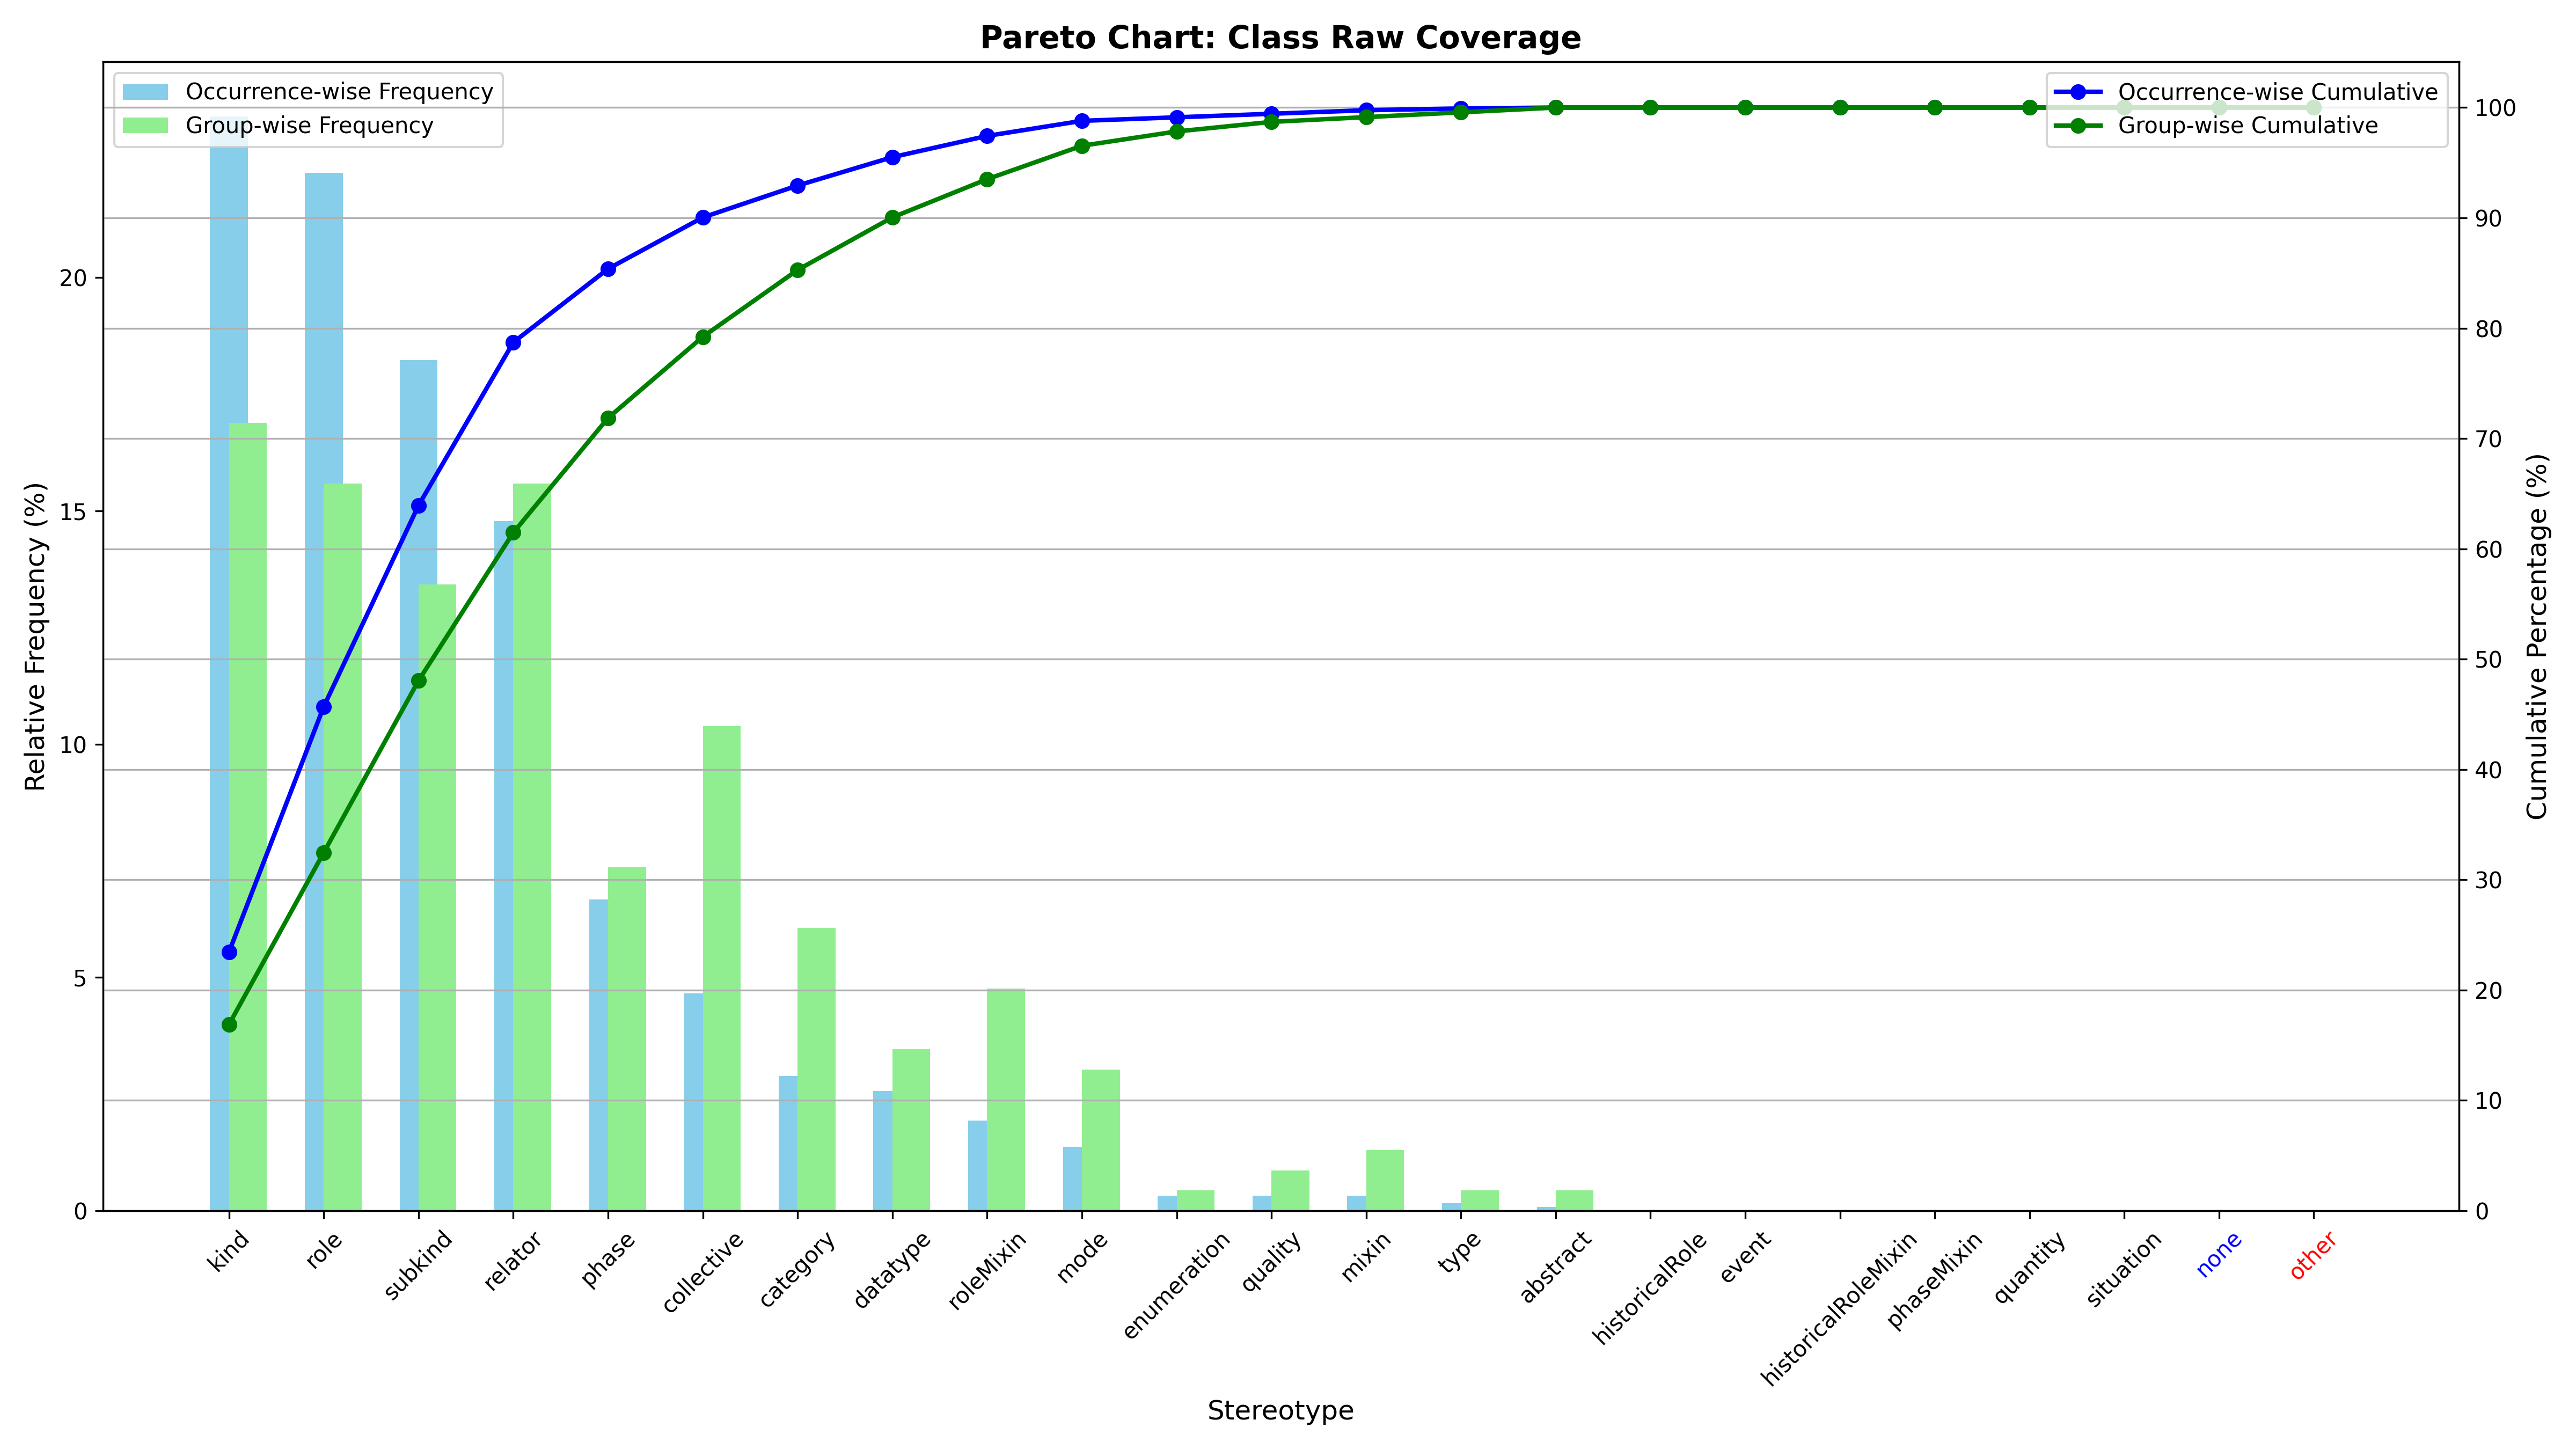 Pareto Chart: Class Raw Coverage
Occurrence-wise Frequency
Group-wise Frequency
Occurrence-wise Cumulative
Group-wise Cumulative
Relative Frequency (%)
20
15
10
5
0
Cumulative Percentage (%)
100
90
80
70
60
50
40
30
20
10
0
kind
role
subkind
relator
phase
collective
category
datatype
roleMixin
mode
enumeration
quality
mixin
type
abstract
historicalRole
event
historicalRoleMixin
phaseMixin
quantity
situation
none
other
Stereotype